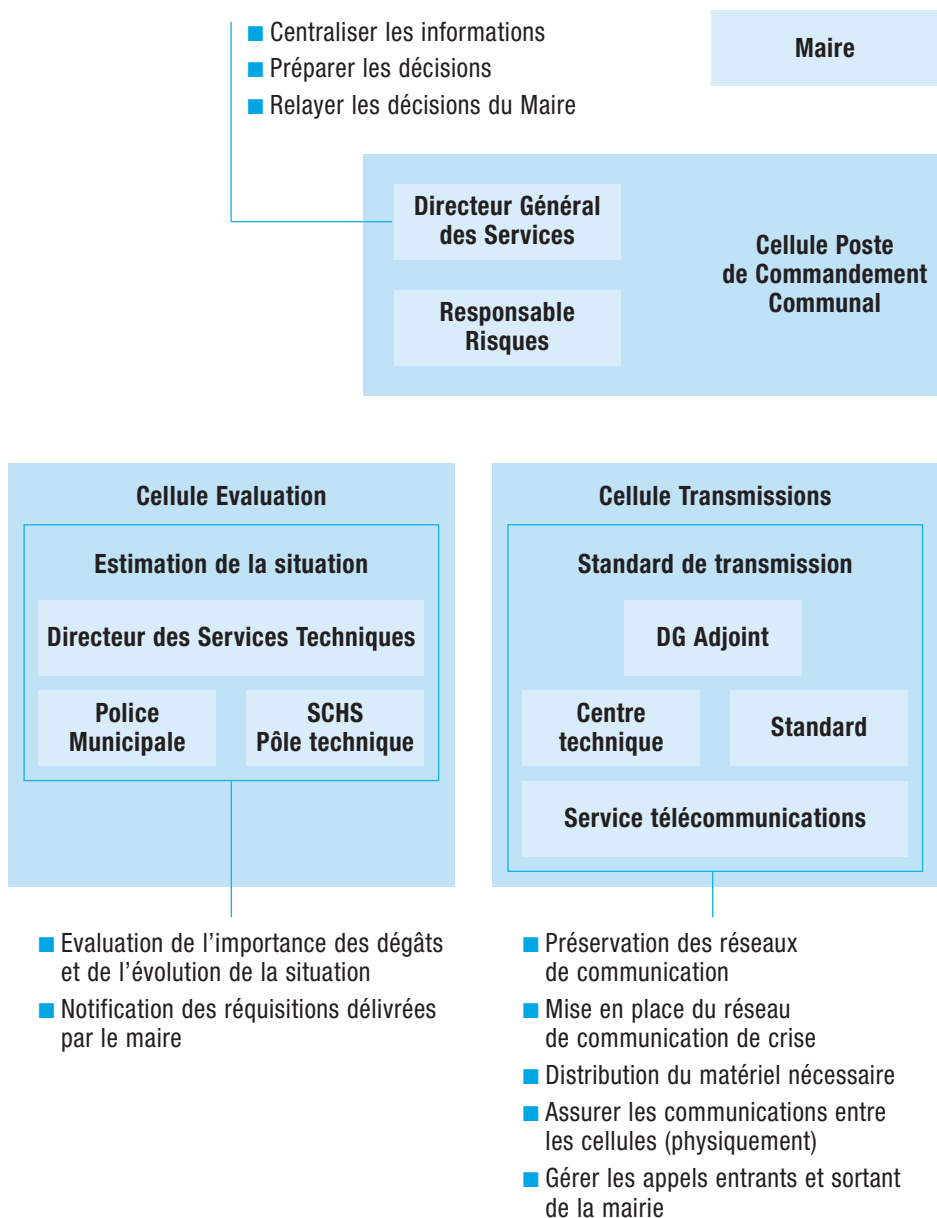 Centraliser les informations
Préparer les décisions
Relayer les décisions du Maire
Maire
Directeur Général
des Services
Responsable
Risques
Cellule Poste
de Commandement
Communal
Cellule Evaluation
Estimation de la situation
Directeur des Services Techniques
Police
Municipale
SCHS
Pôle technique
Evaluation de l’importance des dégâts
et de l’évolution de la situation
Notification des réquisitions délivrées
par le maire
Cellule Transmissions
Standard de transmission
DG Adjoint
Centre
technique
Standard
Service télécommunications
Préservation des réseaux
de communication
Mise en place du réseau
de communication de crise
Distribution du matériel nécessaire
Assurer les communications entre
les cellules (physiquement)
Gérer les appels entrants et sortant
de la mairie